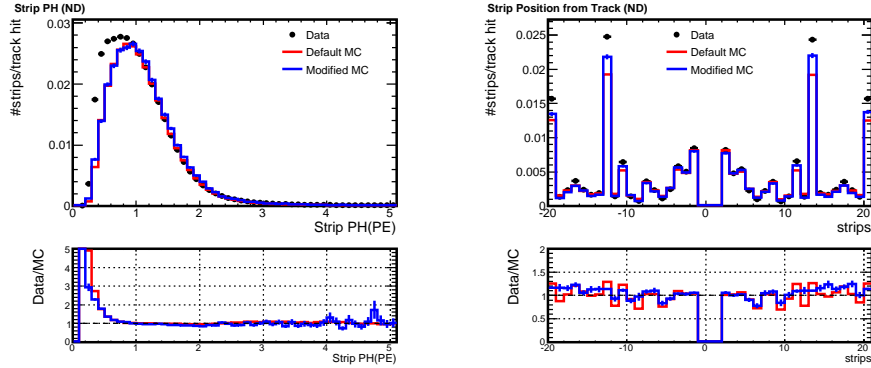 Strip PH (ND)
#strips/track hit
0.03
0.02
0.01
0
Data
Default MC
Modified MC
0 1 2 3 4 5
Strip PH(PE)
Data/MC
5
4
3
2
1
0
0 1 2 3 4 5
Strip PH(PE)
Strip Position from Track (ND)
#strips/track hit
0.025
0.02
0.015
0.01
0.005
0
Data
Default MC
Modified MC
-20 -10 0 10 20
strips
Data/MC
2
1.5
1
0.5
0
-20 -10 0 10 20
strips